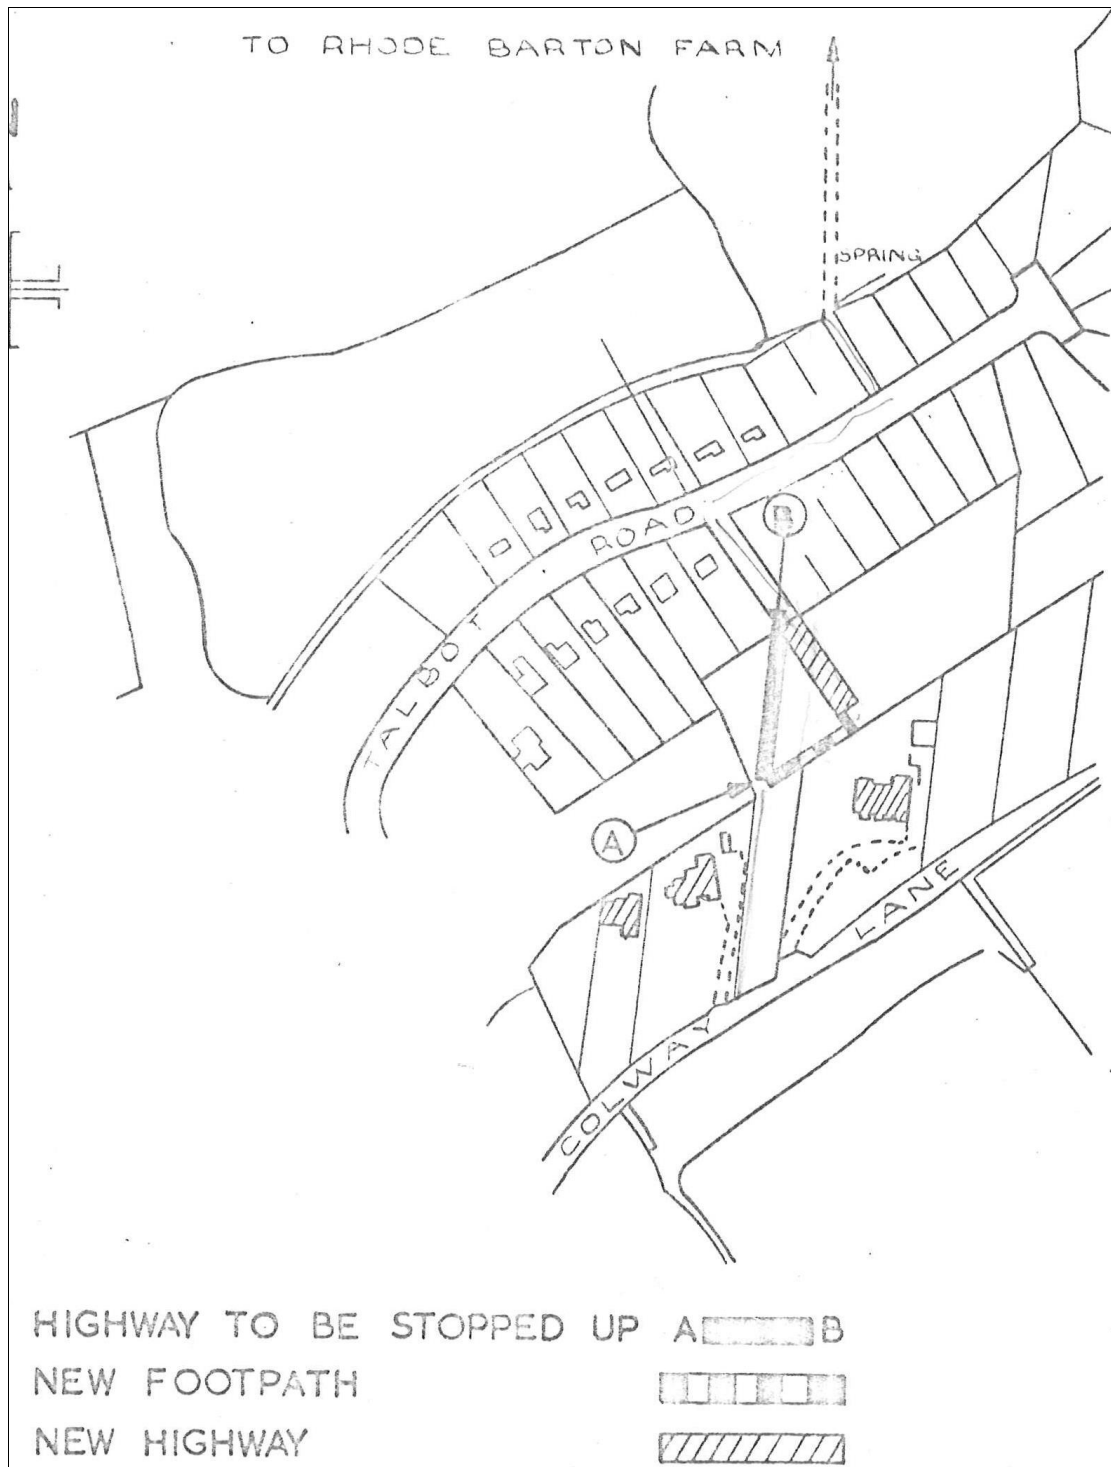 TO RHODE BARTON FARM
SPRING
TALBOT ROAD
B
A
COLWAY LANE
HIGHWAY TO BE STOPPED UP A B
NEW FOOTPATH
NEW HIGHWAY